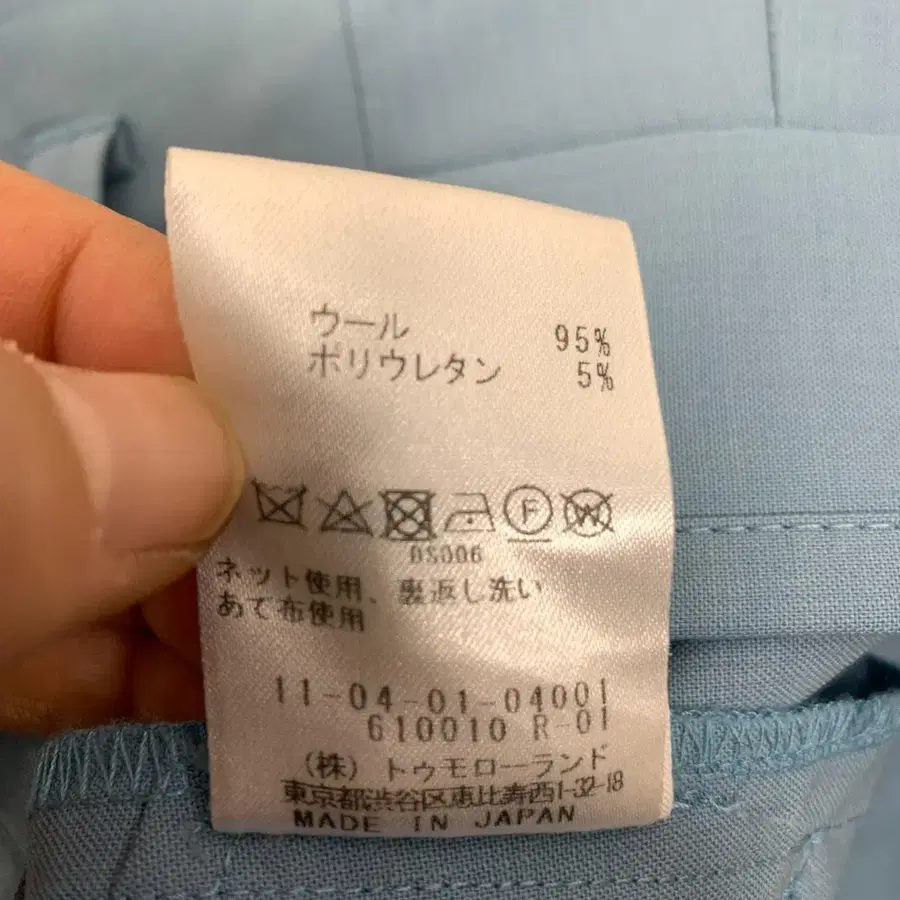 ウール 95%
ポリウレタン 5%
F W
DS006
ネット使用、裏返し洗い
あて布使用
11-04-01-04001
610010 R-01
(株) トゥモローランド
東京都渋谷区恵比寿西1-32-18
MADE IN JAPAN